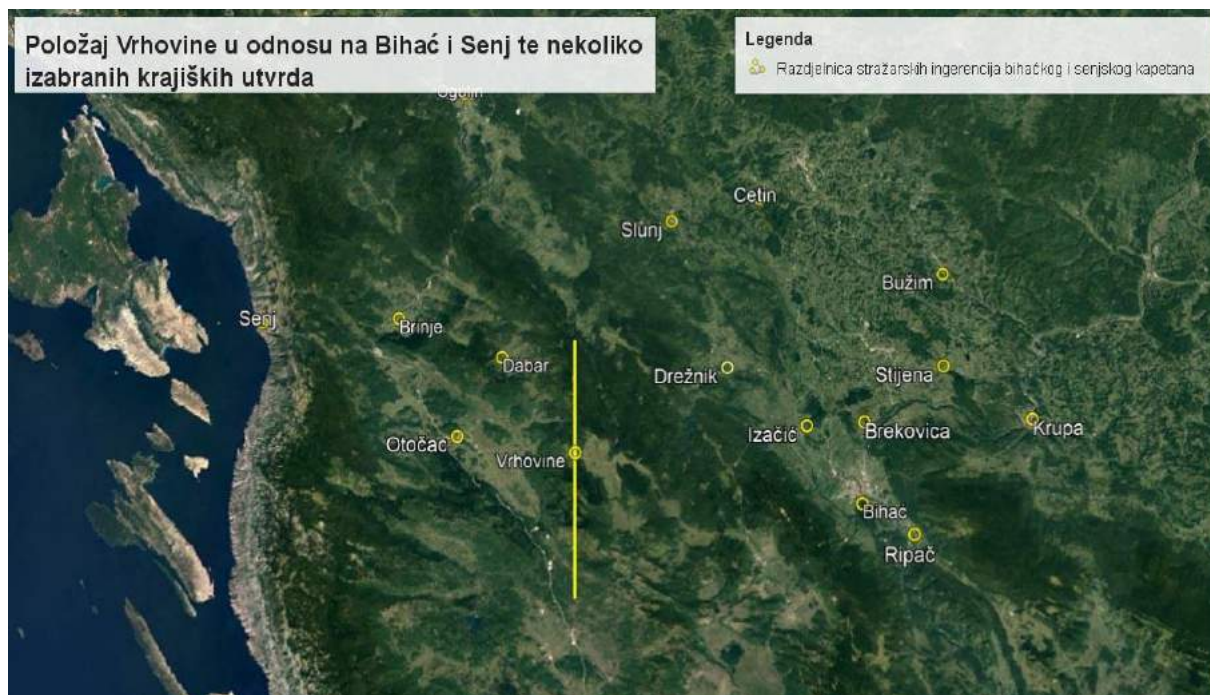 Položaj Vrhovine u odnosu na Bihać i Senj te nekoliko
izabranih krajiških utvrda
Legenda
Razdjelnica stražarskih ingerencija bihaćkog i senjskog kapetana
Ogulin
Cetin
Slunj
Bužim
Senj
Brinje
Dabar
Drežnik
Stijena
Otočac
Vrhovine
Izačić
Brekovica
Krupa
Bihać
Ripač